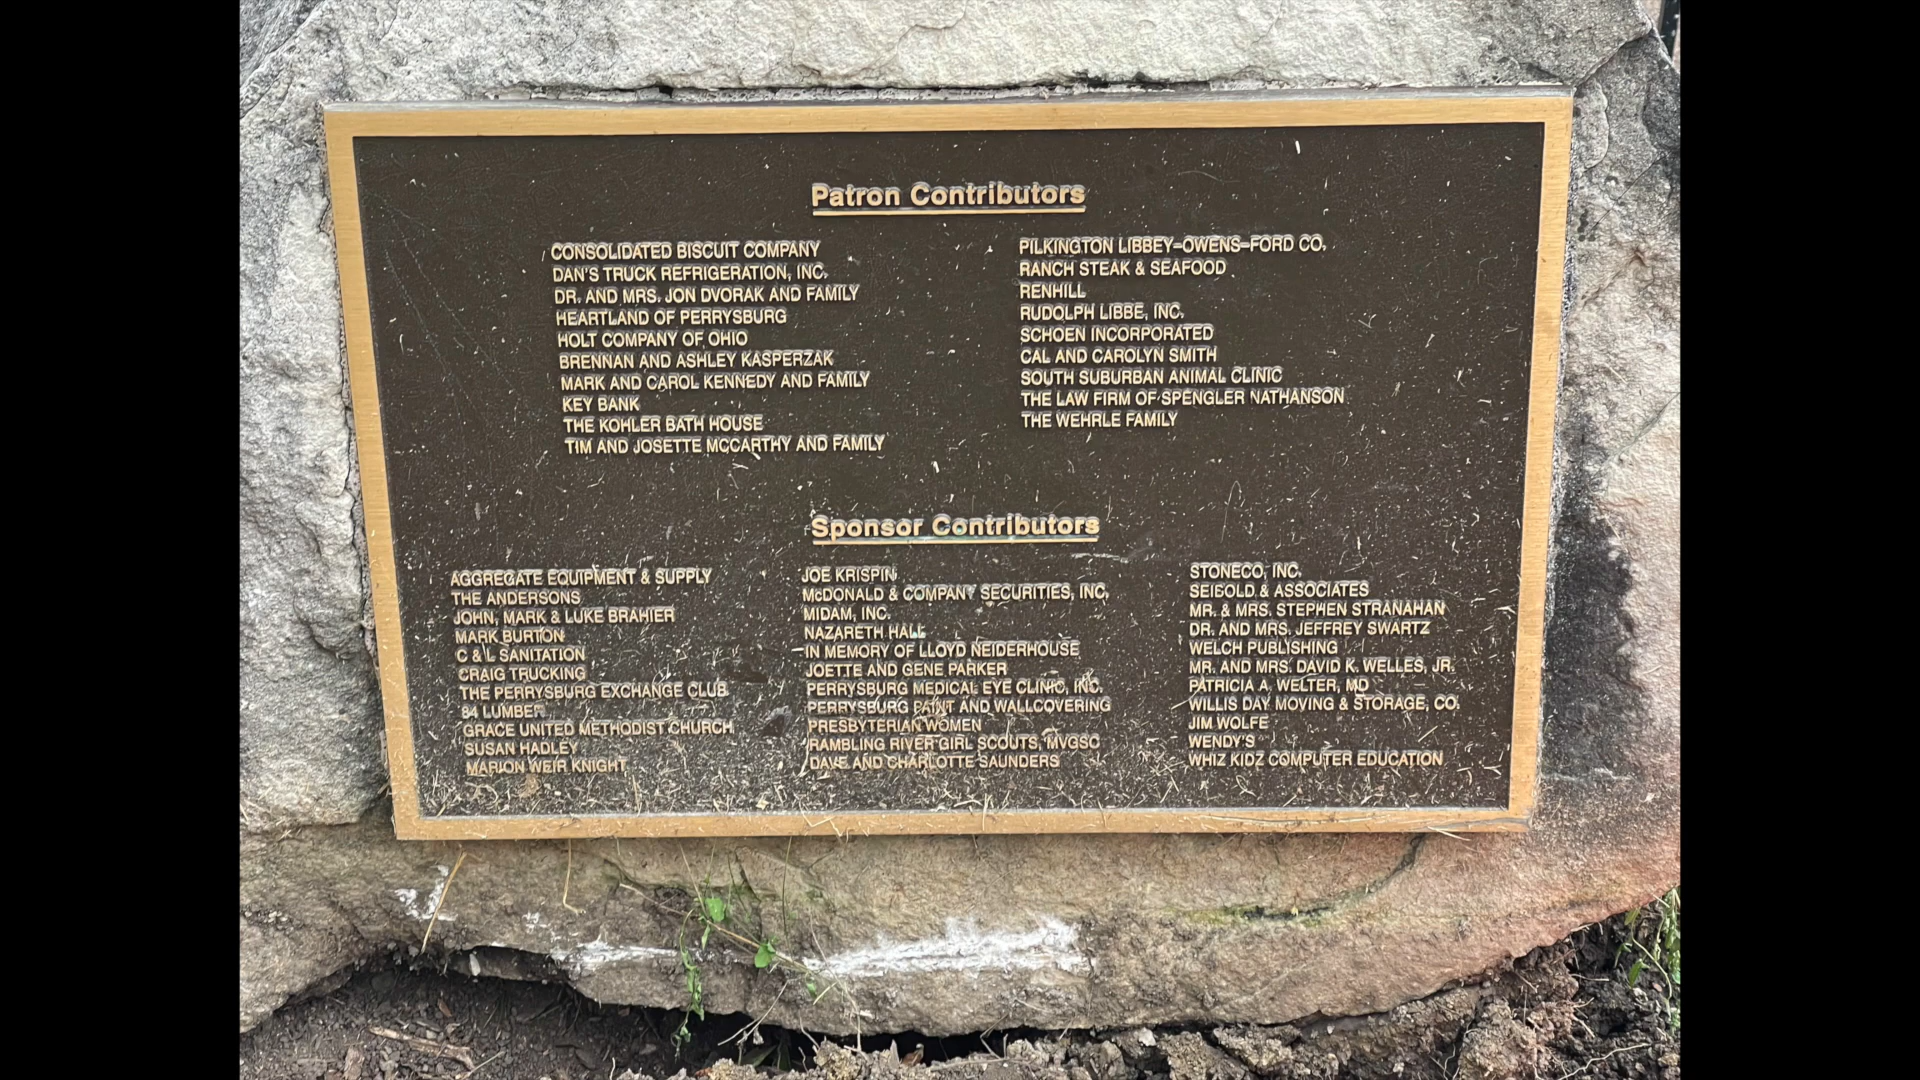 Patron Contributors
CONSOLIDATED BISCUIT COMPANY
DAN'S TRUCK REFRIGERATION, INC.
DR. AND MRS. JON DVORAK AND FAMILY
HEARTLAND OF PERRYSBURG
HOLT COMPANY OF OHIO
BRENNAN AND ASHLEY KASPERZAK
MARK AND CAROL KENNEDY AND FAMILY
KEY BANK
THE KOHLER BATH HOUSE
TIM AND JOSETTE MCCARTHY AND FAMILY
PILKINGTON LIBBEY-OWENS-FORD CO.
RANCH STEAK & SEAFOOD
RENHILL
RUDOLPH LIBBE, INC.
SCHOEN INCORPORATED
CAL AND CAROLYN SMITH
SOUTH SUBURBAN ANIMAL CLINIC
THE LAW FIRM OF SPENGLER NATHANSON
THE WEHRLE FAMILY
Sponsor Contributors
AGGREGATE EQUIPMENT & SUPPLY
THE ANDERSONS
JOHN, MARK & LUKE BRAHIER
MARK BURTON
C & L SANITATION
CRAIG TRUCKING
THE PERRYSBURG EXCHANGE CLUB
84 LUMBER
GRACE UNITED METHODIST CHURCH
SUSAN HADLEY
MARION WEIR KNIGHT
JOE KRISPIN
McDONALD & COMPANY SECURITIES, INC.
MIDAM, INC.
NAZARETH HALL
IN MEMORY OF LLOYD NEIDERHOUSE
JOETTE AND GENE PARKER
PERRYSBURG MEDICAL EYE CLINIC, INC.
PERRYSBURG PAINT AND WALLCOVERING
PRESBYTERIAN WOMEN
RAMBLING RIVER GIRL SCOUTS, MVGSC
DAVE AND CHARLOTTE SAUNDERS
STONECO, INC.
SEIBOLD & ASSOCIATES
MR. & MRS. STEPHEN STRANAHAN
DR. AND MRS. JEFFREY SWARTZ
WELCH PUBLISHING
MR. AND MRS. DAVID K. WELLES, JR.
PATRICIA A. WELTER, MD
WILLIS DAY MOVING & STORAGE, CO.
JIM WOLFE
WENDY'S
WHIZ KIDZ COMPUTER EDUCATION